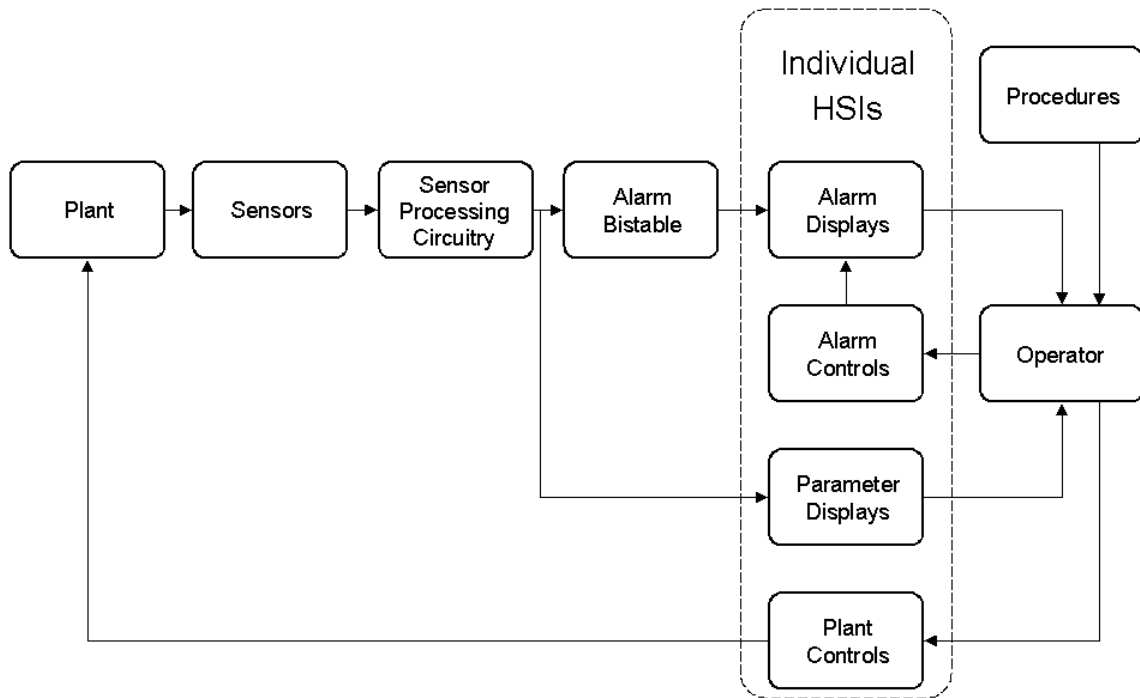 Individual
HSIs
Procedures
Plant
Sensors
Sensor
Processing
Circuitry
Alarm
Bistable
Alarm
Displays
Alarm
Controls
Operator
Parameter
Displays
Plant
Controls